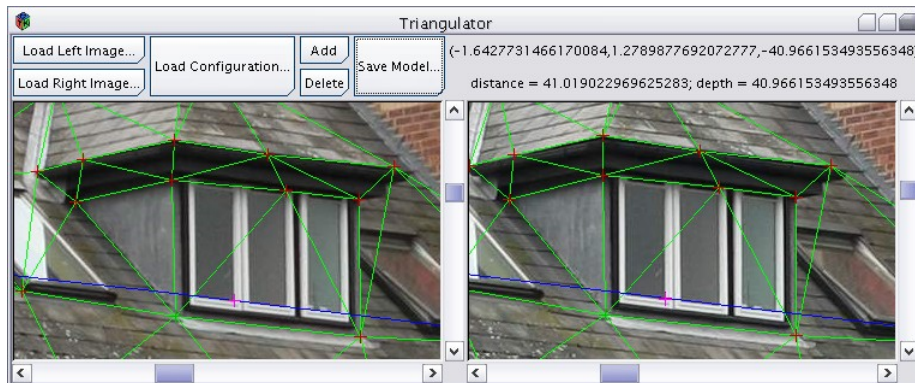 Triangulator
Load Left Image...
Load Right Image...
Load Configuration...
Add
Delete
Save Model...
(-1.6427731466170084,1.2789877692072777,-40.966153493556348)
distance = 41.019022969625283; depth = 40.966153493556348